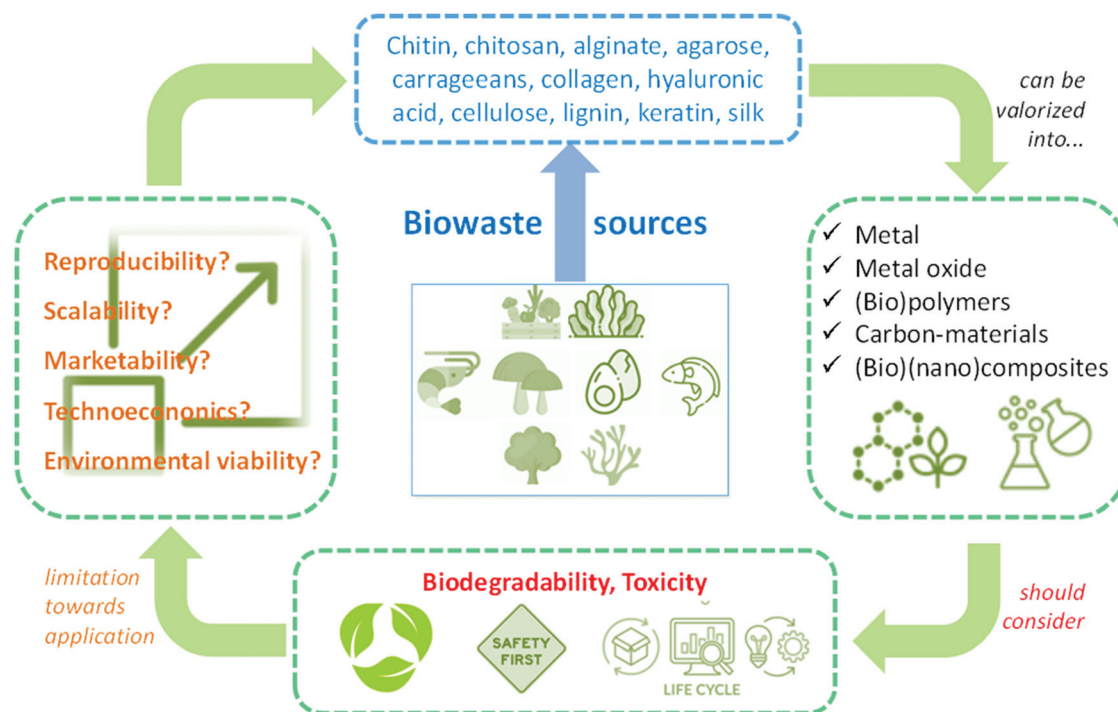 Chitin, chitosan, alginate, agarose,
carrageeans, collagen, hyaluronic
acid, cellulose, lignin, keratin, silk
can be
valorized
into...
Biowaste sources
Reproducibility?
Scalability?
Marketability?
Technoecononics?
Environmental viability?
✓ Metal
✓ Metal oxide
✓ (Bio)polymers
✓ Carbon-materials
✓ (Bio)(nano)composites
limitation
towards
application
Biodegradability, Toxicity
SAFETY
FIRST
LIFE CYCLE
should
consider